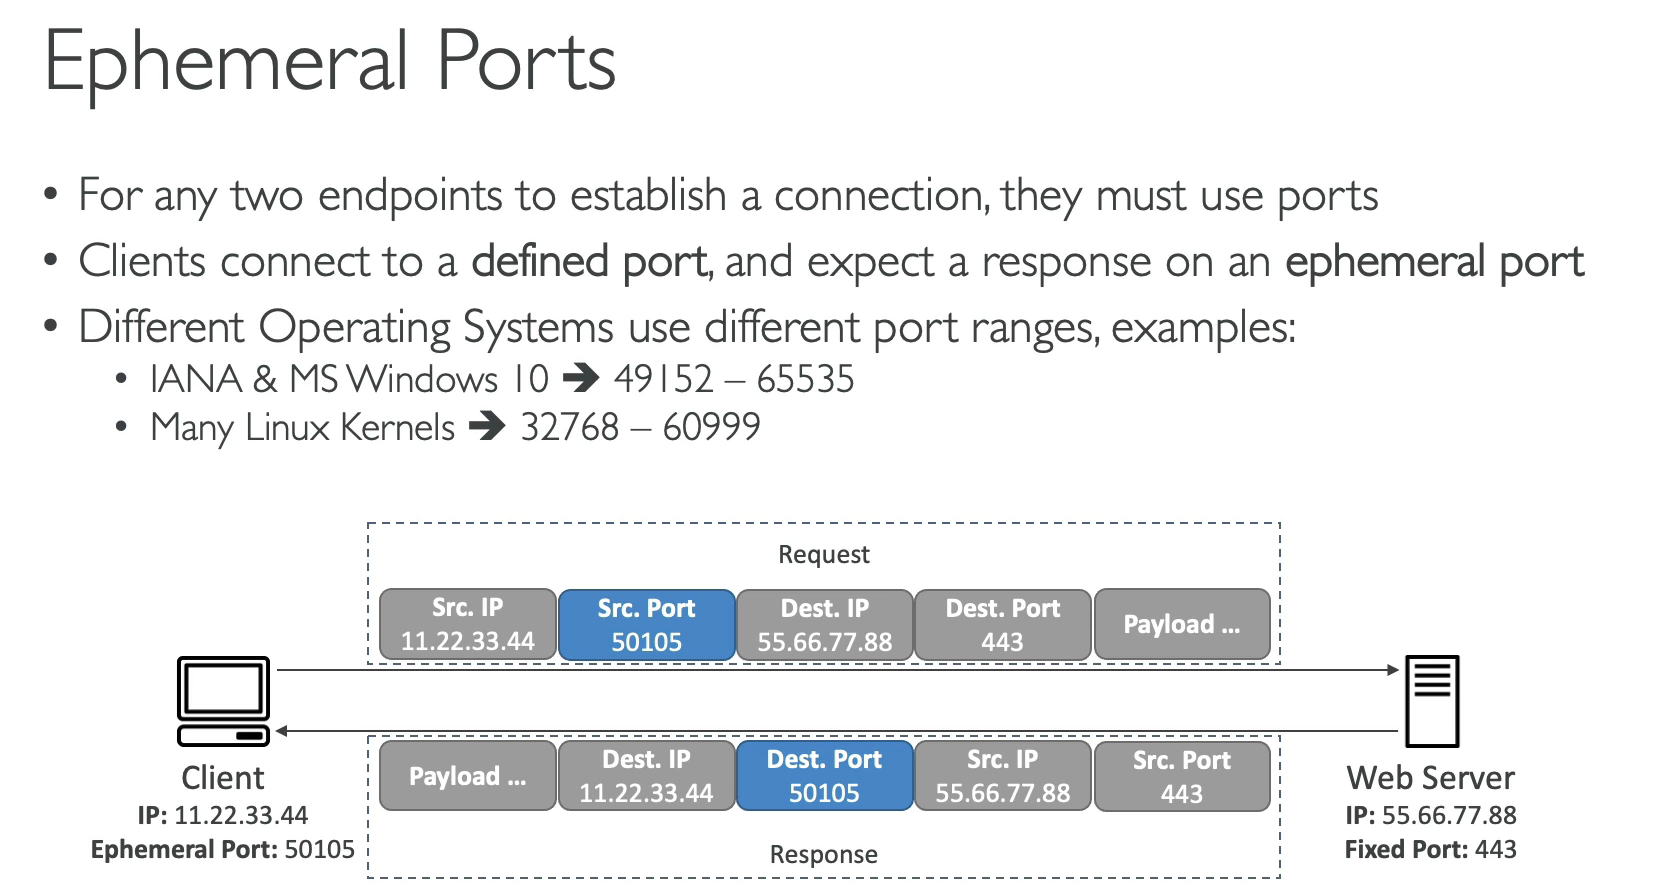 Ephemeral Ports
• For any two endpoints to establish a connection, they must use ports
• Clients connect to a defined port, and expect a response on an ephemeral port
• Different Operating Systems use different port ranges, examples:
• IANA & MS Windows 10 ➔ 49152 – 65535
• Many Linux Kernels ➔ 32768 – 60999
Request
Src. IP
11.22.33.44
Src. Port
50105
Dest. IP
55.66.77.88
Dest. Port
443
Payload ...
Client
IP: 11.22.33.44
Ephemeral Port: 50105
Payload ...
Dest. IP
11.22.33.44
Dest. Port
50105
Src. IP
55.66.77.88
Src. Port
443
Response
Web Server
IP: 55.66.77.88
Fixed Port: 443